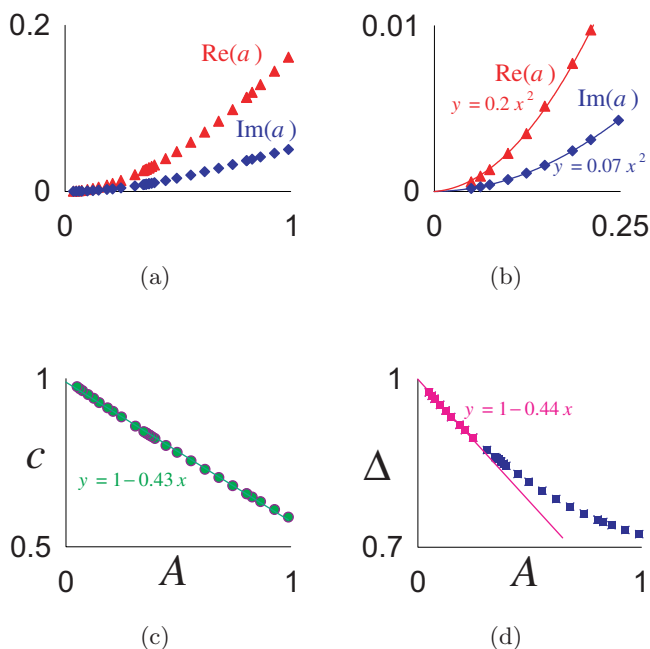 0.2
Re(a)
Im(a)
0
0
1
(a)
0.01
Re(a)
Im(a)
y = 0.2 x²
y = 0.07 x²
0
0
0.25
(b)
1
c
y = 1−0.43 x
0.5
0
A
1
(c)
1
Δ
y = 1−0.44 x
0.7
0
A
1
(d)